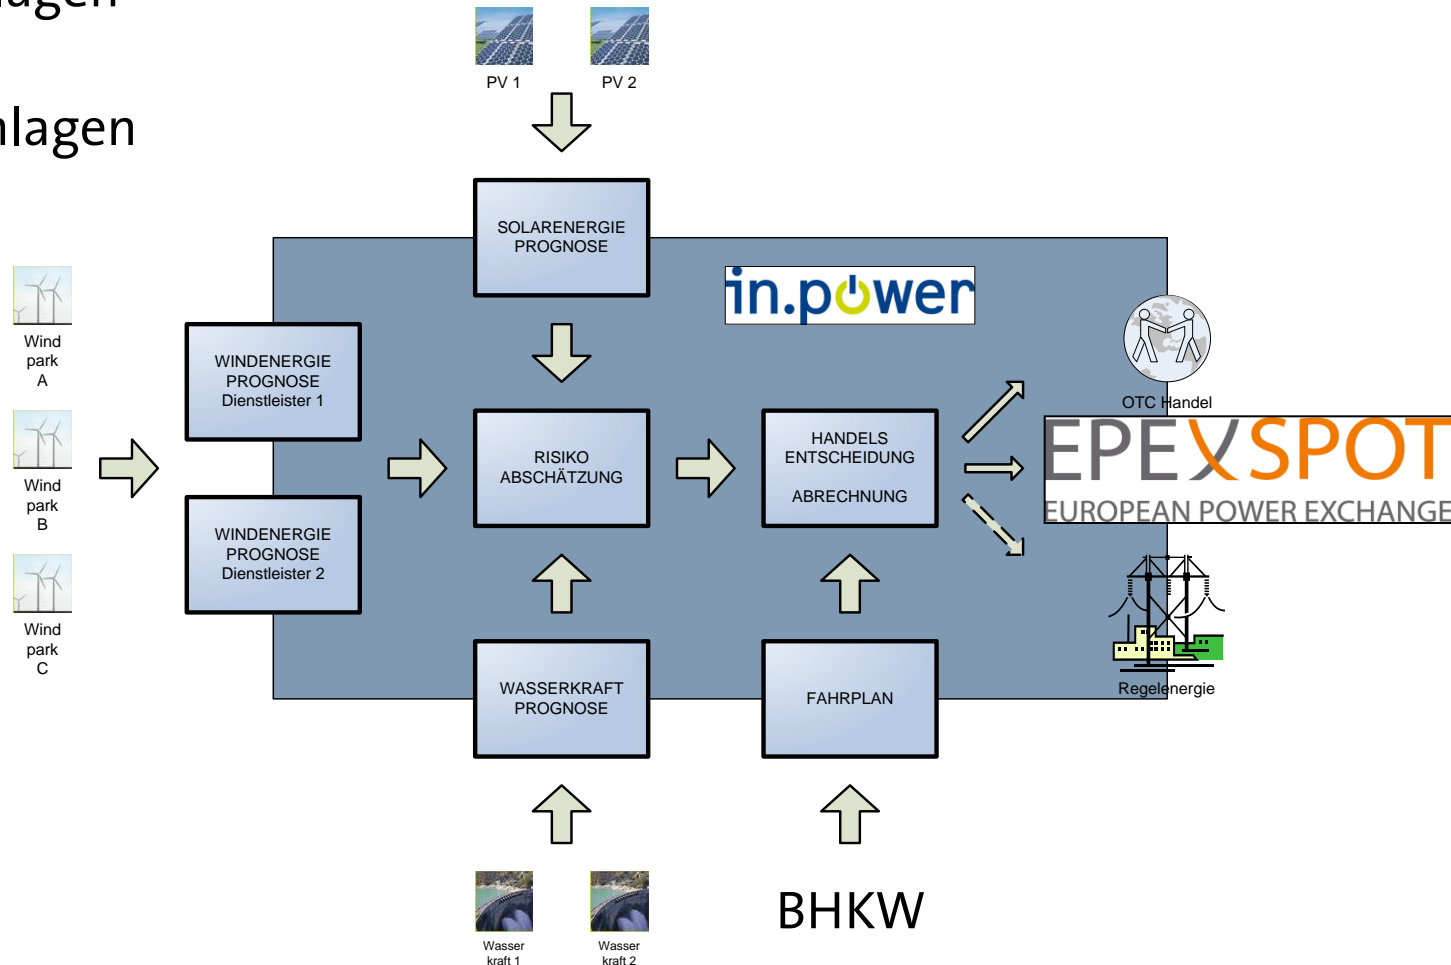 nlagen
PV 1
PV 2
SOLARENERGIE
PROGNOSE
in.power
Wind
park
A
Wind
park
B
Wind
park
C
WINDENERGIE
PROGNOSE
Dienstleister 1
WINDENERGIE
PROGNOSE
Dienstleister 2
RISIKO
ABSCHÄTZUNG
HANDELS
ENTSCHEIDUNG
ABRECHNUNG
OTC Handel
EPEXSPOT
EUROPEAN POWER EXCHANGE
Regelenergie
WASSERKRAFT
PROGNOSE
FAHRPLAN
Wasser
kraft 1
Wasser
kraft 2
BHKW